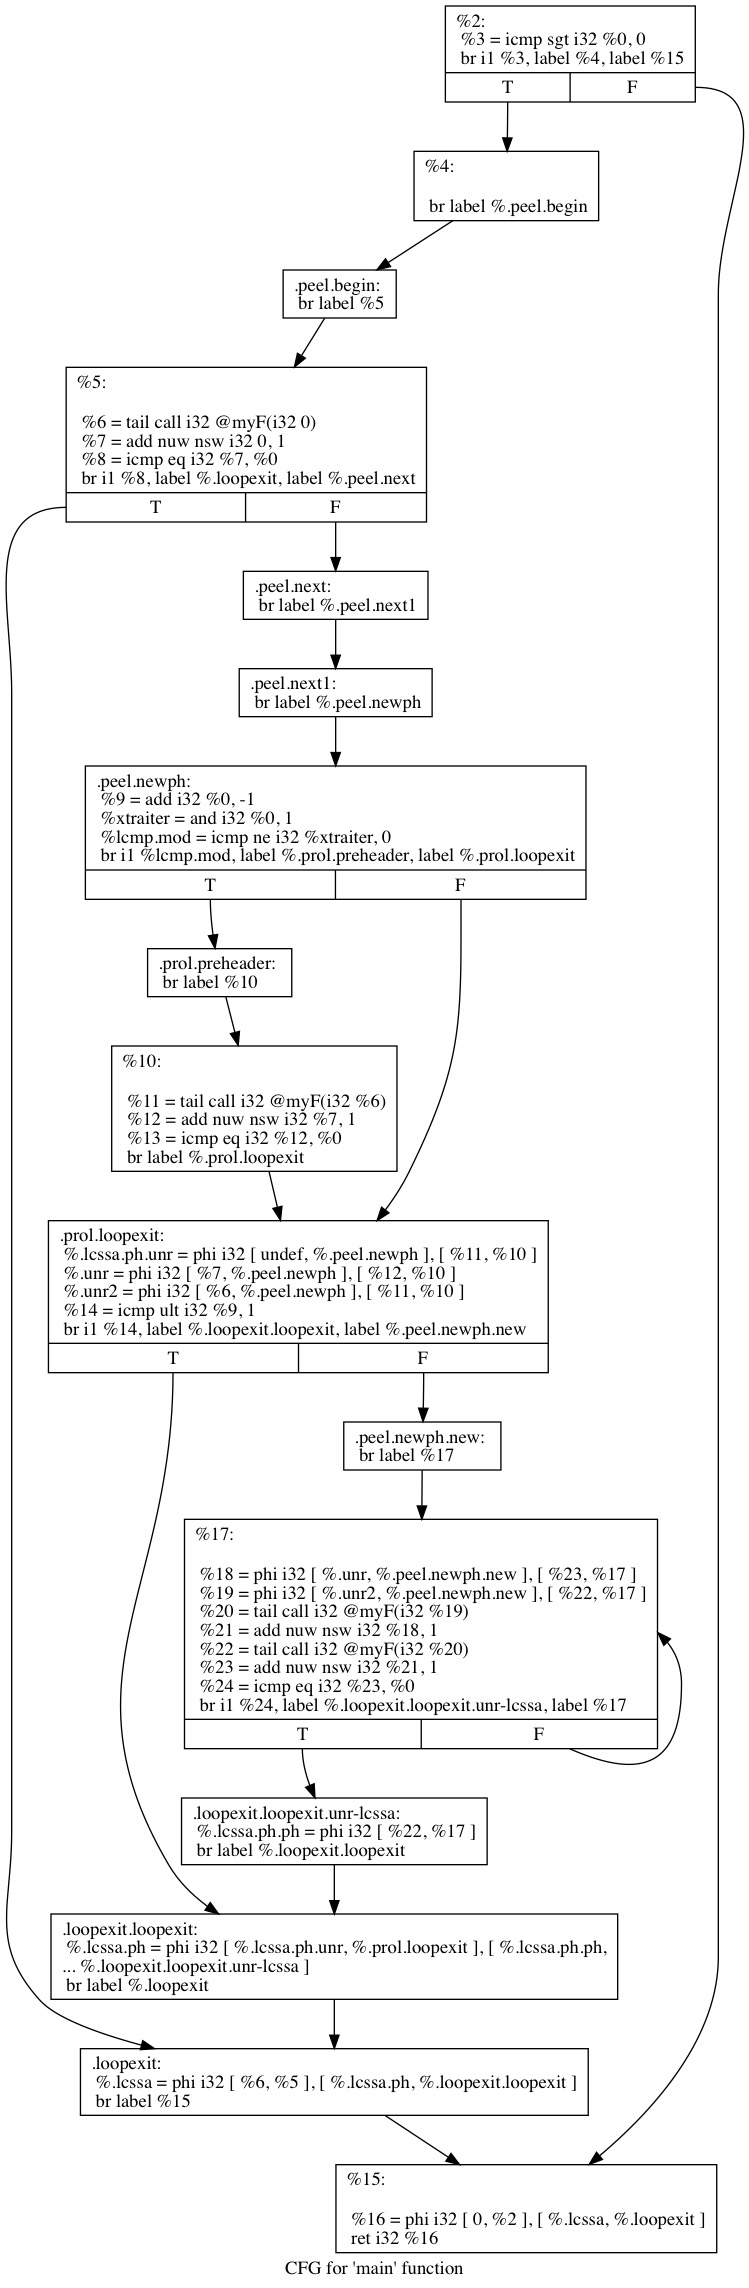 %2:
%3 = icmp sgt i32 %0, 0
br i1 %3, label %4, label %15
T F
%4:
br label %.peel.begin
.peel.begin:
br label %5
%5:
%6 = tail call i32 @myF(i32 0)
%7 = add nuw nsw i32 0, 1
%8 = icmp eq i32 %7, %0
br i1 %8, label %.loopexit, label %.peel.next
T F
.peel.next:
br label %.peel.next1
.peel.next1:
br label %.peel.newph
.peel.newph:
%9 = add i32 %0, -1
%xtraiter = and i32 %0, 1
%lcmp.mod = icmp ne i32 %xtraiter, 0
br i1 %lcmp.mod, label %.prol.preheader, label %.prol.loopexit
T F
.prol.preheader:
br label %10
%10:
%11 = tail call i32 @myF(i32 %6)
%12 = add nuw nsw i32 %7, 1
%13 = icmp eq i32 %12, %0
br label %.prol.loopexit
.prol.loopexit:
%.lcssa.ph.unr = phi i32 [ undef, %.peel.newph ], [ %11, %10 ]
%.unr = phi i32 [ %7, %.peel.newph ], [ %12, %10 ]
%.unr2 = phi i32 [ %6, %.peel.newph ], [ %11, %10 ]
%14 = icmp ult i32 %9, 1
br i1 %14, label %.loopexit.loopexit, label %.peel.newph.new
T F
.peel.newph.new:
br label %17
%17:
%18 = phi i32 [ %.unr, %.peel.newph.new ], [ %23, %17 ]
%19 = phi i32 [ %.unr2, %.peel.newph.new ], [ %22, %17 ]
%20 = tail call i32 @myF(i32 %19)
%21 = add nuw nsw i32 %18, 1
%22 = tail call i32 @myF(i32 %20)
%23 = add nuw nsw i32 %21, 1
%24 = icmp eq i32 %23, %0
br i1 %24, label %.loopexit.loopexit.unr-lcssa, label %17
T F
.loopexit.loopexit.unr-lcssa:
%.lcssa.ph.ph = phi i32 [ %22, %17 ]
br label %.loopexit.loopexit
.loopexit.loopexit:
%.lcssa.ph = phi i32 [ %.lcssa.ph.unr, %.prol.loopexit ], [ %.lcssa.ph.ph,
... %.loopexit.loopexit.unr-lcssa ]
br label %.loopexit
.loopexit:
%.lcssa = phi i32 [ %6, %5 ], [ %.lcssa.ph, %.loopexit.loopexit ]
br label %15
%15:
%16 = phi i32 [ 0, %2 ], [ %.lcssa, %.loopexit ]
ret i32 %16
CFG for 'main' function